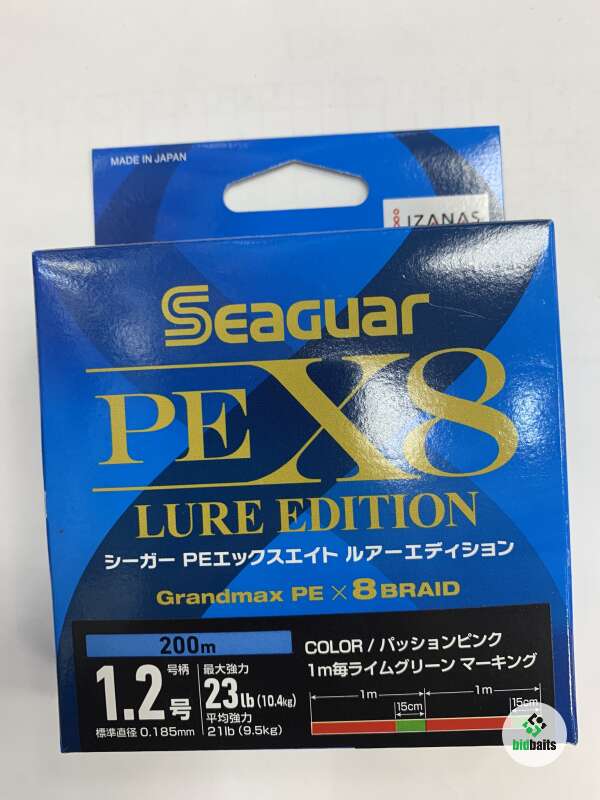 MADE IN JAPAN
IZANAS
Seaguar
PE X8
LURE EDITION
シーガー PEエックスエイト ルアーエディション
Grandmax PE×8BRAID
200m
1.2号
号柄
標準直径 0.185mm
最大強力
23lb(10.4kg)
平均強力
21lb(9.5kg)
COLOR/パッションピンク
1m毎ライムグリーン マーキング
1m 1m
15cm 15cm
bidbaits